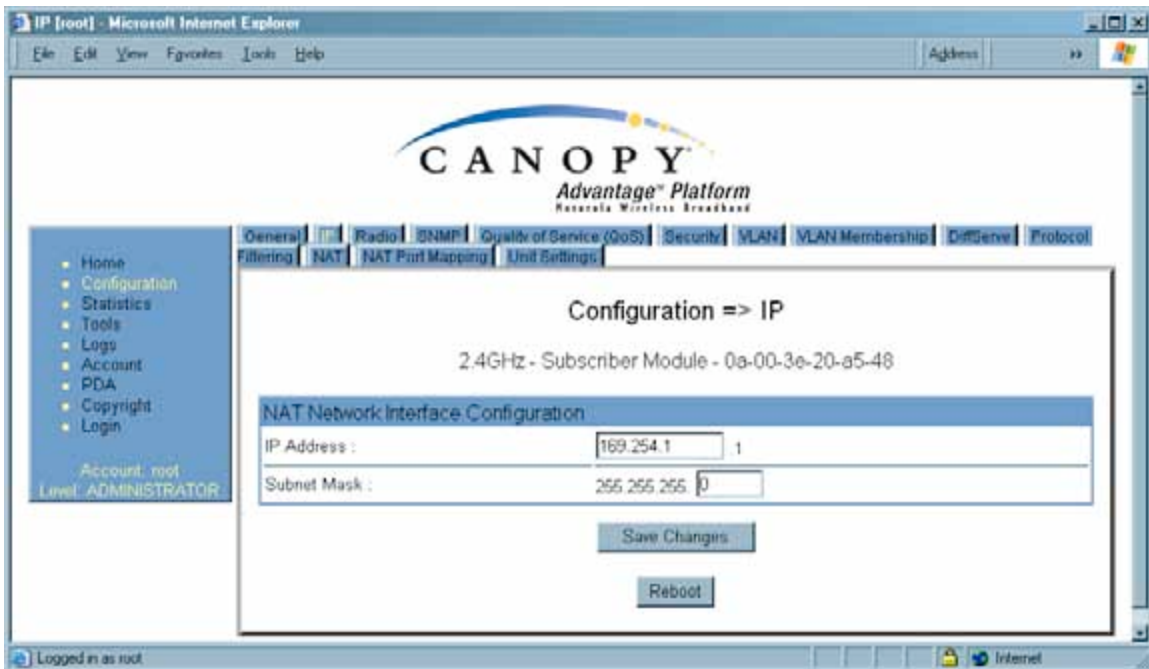 IP [root] - Microsoft Internet Explorer
File Edit View Favorites Tools Help Address »
CANOPY
Advantage™ Platform
Motorola Wireless Broadband
General IP Radio SNMP Quality of Service (QoS) Security VLAN VLAN Membership DiffServe Protocol
Filtering NAT NAT Port Mapping Unit Settings
Home
Configuration
Statistics
Tools
Logs
Account
PDA
Copyright
Login
Account: root
Level: ADMINISTRATOR
Configuration => IP
2.4GHz - Subscriber Module - 0a-00-3e-20-a5-48
NAT Network Interface Configuration
IP Address : 169.254.1 .1
Subnet Mask : 255.255.255. 0
Save Changes
Reboot
Logged in as root Internet